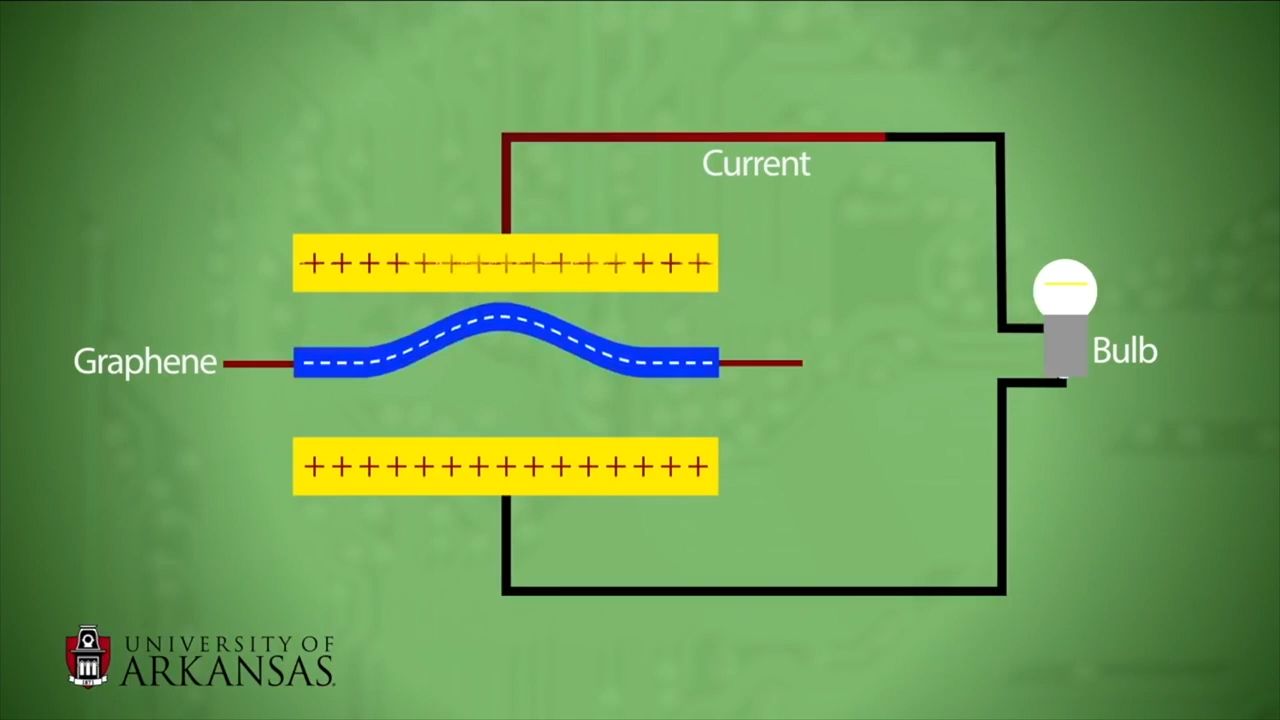 Current
+ + + + + + + + + + + + + + +
Graphene
Bulb
+ + + + + + + + + + + + + + +
UNIVERSITY OF
ARKANSAS